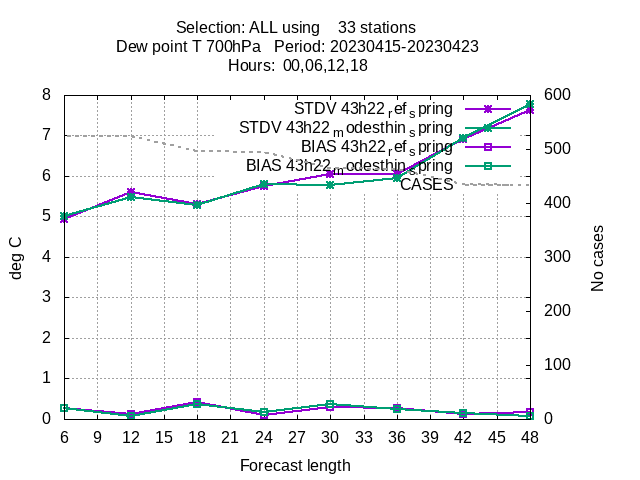 Selection: ALL using 33 stations
Dew point T 700hPa Period: 20230415-20230423
Hours: 00,06,12,18
STDV 43h22_ref_spring
STDV 43h22_modesthin_spring
BIAS 43h22_ref_spring
BIAS 43h22_modesthin_spring
CASES
8
7
6
5
4
3
2
1
0
deg C
600
500
400
300
200
100
0
No cases
6 9 12 15 18 21 24 27 30 33 36 39 42 45 48
Forecast length